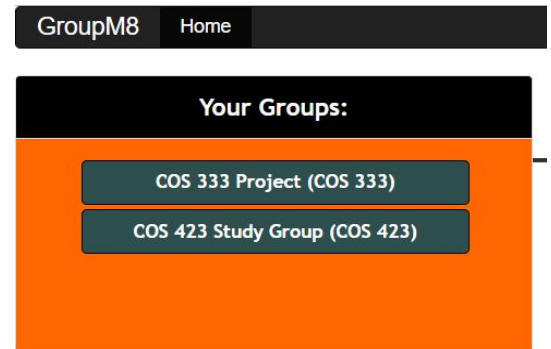 GroupM8 Home
Your Groups:
COS 333 Project (COS 333)
COS 423 Study Group (COS 423)